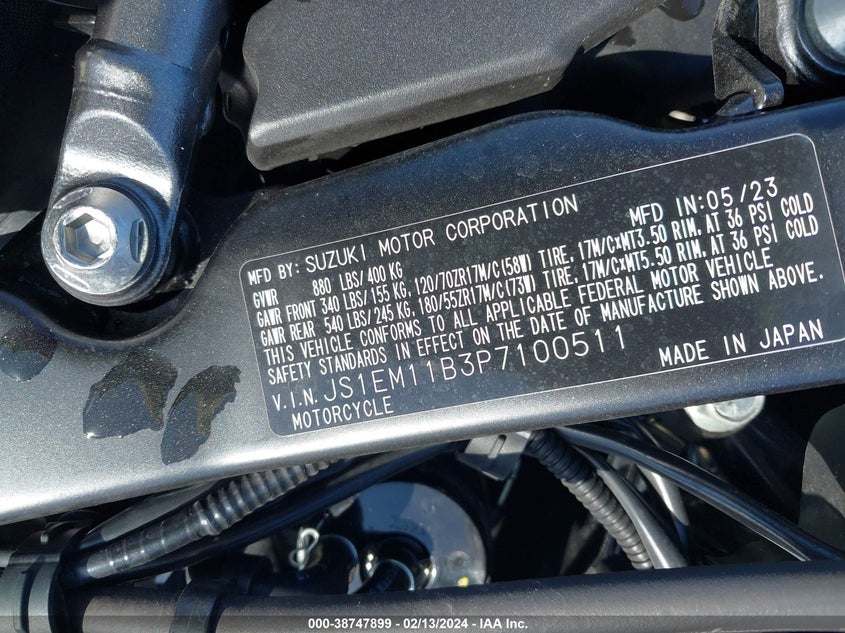 MFD BY: SUZUKI MOTOR CORPORATION MFD IN: 05/23
GVWR 880 LBS/400 KG
GAWR FRONT 340 LBS/155 KG, 120/70ZR17M/C(58W) TIRE, 17M/CxMT3.50 RIM, AT 36 PSI COLD
GAWR REAR 540 LBS/245 KG, 180/55ZR17M/C(73W) TIRE, 17M/CxMT5.50 RIM, AT 36 PSI COLD
THIS VEHICLE CONFORMS TO ALL APPLICABLE FEDERAL MOTOR VEHICLE
SAFETY STANDARDS IN EFFECT ON THE DATE OF MANUFACTURE SHOWN ABOVE.
V.I.N. JS1EM11B3P7100511 MADE IN JAPAN
MOTORCYCLE
000-38747899 - 02/13/2024 - IAA Inc.